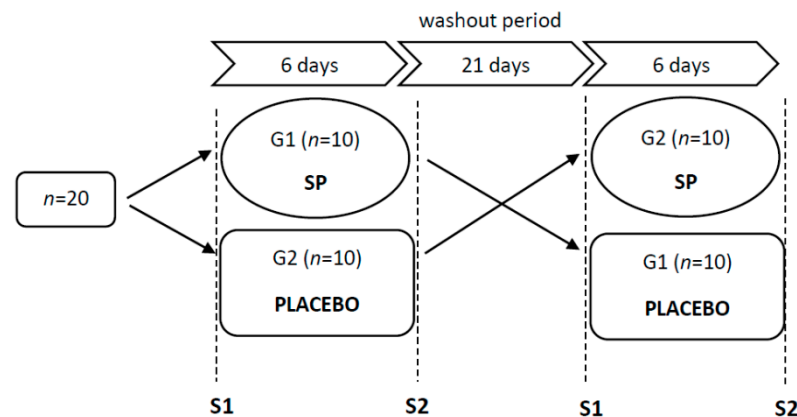 washout period
6 days
21 days
6 days
G1 (n=10)
SP
G2 (n=10)
SP
n=20
G2 (n=10)
PLACEBO
G1 (n=10)
PLACEBO
S1
S2
S1
S2